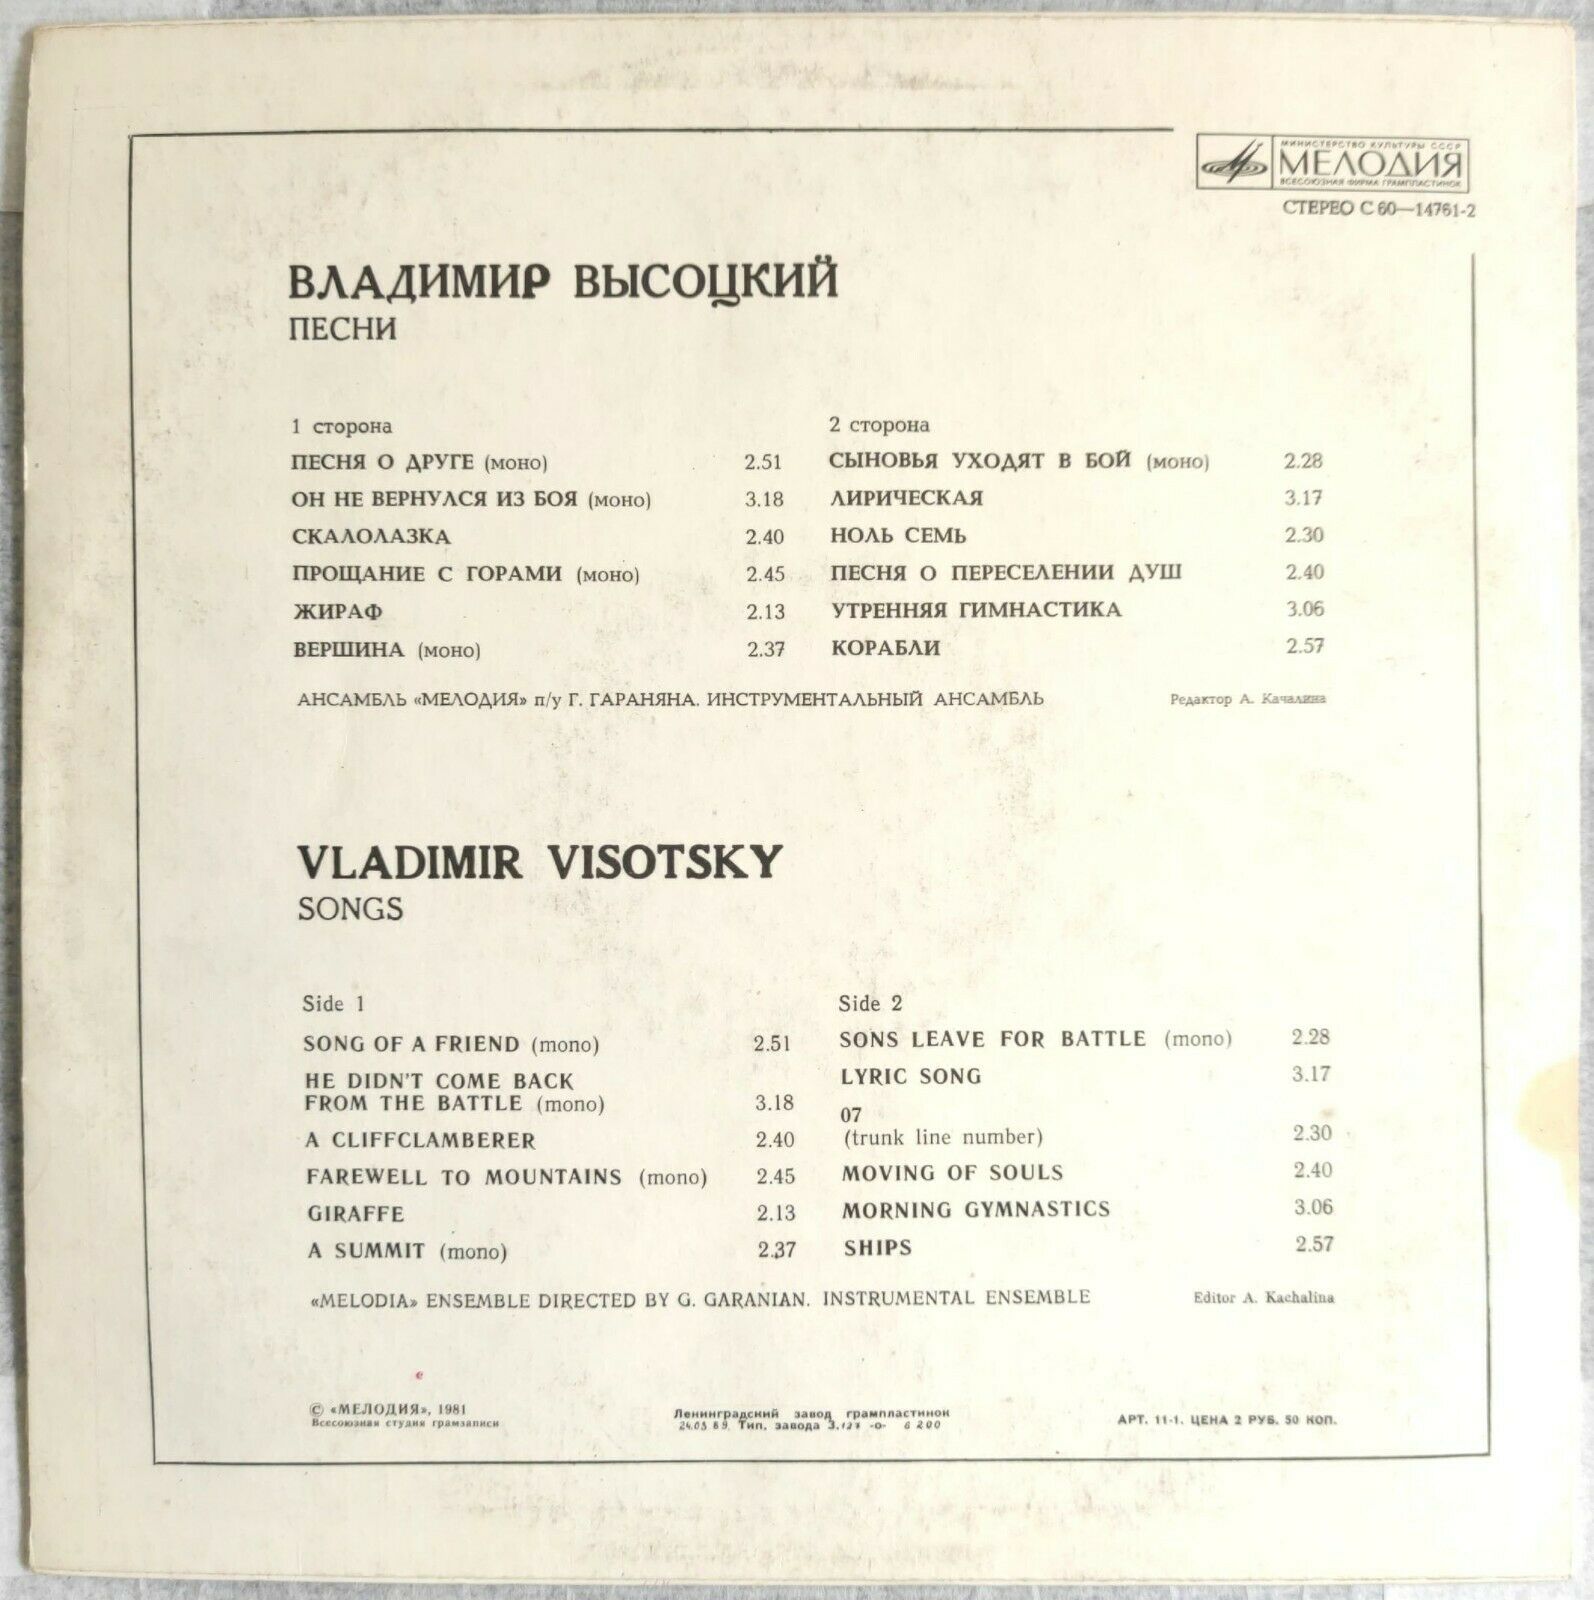 МИНИСТЕРСТВО КУЛЬТУРЫ СССР
МЕЛОДИЯ
ВСЕСОЮЗНАЯ ФИРМА ГРАМПЛАСТИНОК
СТЕРЕО С 60—14761-2
ВЛАДИМИР ВЫСОЦКИЙ
ПЕСНИ
1 сторона
ПЕСНЯ О ДРУГЕ (моно) 2.51
ОН НЕ ВЕРНУЛСЯ ИЗ БОЯ (моно) 3.18
СКАЛОЛАЗКА 2.40
ПРОЩАНИЕ С ГОРАМИ (моно) 2.45
ЖИРАФ 2.13
ВЕРШИНА (моно) 2.37
2 сторона
СЫНОВЬЯ УХОДЯТ В БОЙ (моно) 2.28
ЛИРИЧЕСКАЯ 3.17
НОЛЬ СЕМЬ 2.30
ПЕСНЯ О ПЕРЕСЕЛЕНИИ ДУШ 2.40
УТРЕННЯЯ ГИМНАСТИКА 3.06
КОРАБЛИ 2.57
АНСАМБЛЬ «МЕЛОДИЯ» п/у Г. ГАРАНЯНА. ИНСТРУМЕНТАЛЬНЫЙ АНСАМБЛЬ
Редактор А. Качалина
VLADIMIR VISOTSKY
SONGS
Side 1
SONG OF A FRIEND (mono) 2.51
HE DIDN'T COME BACK
FROM THE BATTLE (mono) 3.18
A CLIFFCLAMBERER 2.40
FAREWELL TO MOUNTAINS (mono) 2.45
GIRAFFE 2.13
A SUMMIT (mono) 2.37
Side 2
SONS LEAVE FOR BATTLE (mono) 2.28
LYRIC SONG 3.17
07
(trunk line number) 2.30
MOVING OF SOULS 2.40
MORNING GYMNASTICS 3.06
SHIPS 2.57
«MELODIA» ENSEMBLE DIRECTED BY G. GARANIAN. INSTRUMENTAL ENSEMBLE
Editor A. Kachalina
е
© «МЕЛОДИЯ», 1981
Всесоюзная студия грамзаписи
Ленинградский завод грампластинок
24.03 89. Тип. завода З. -о- 6 200
АРТ. 11-1. ЦЕНА 2 РУБ. 50 КОП.